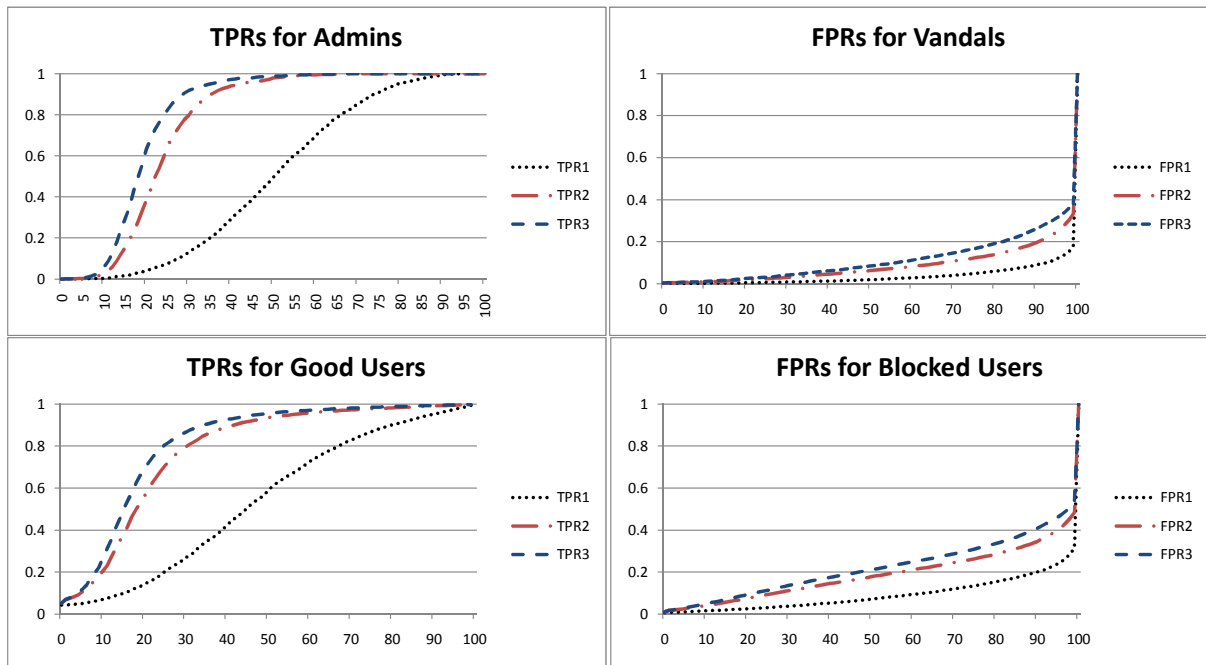 TPRs for Admins
1
0.8
0.6
0.4
0.2
0
0 5 10 15 20 25 30 35 40 45 50 55 60 65 70 75 80 85 90 95 100
TPR1
TPR2
TPR3
FPRs for Vandals
1
0.8
0.6
0.4
0.2
0
0 10 20 30 40 50 60 70 80 90 100
FPR1
FPR2
FPR3
TPRs for Good Users
1
0.8
0.6
0.4
0.2
0
0 10 20 30 40 50 60 70 80 90 100
TPR1
TPR2
TPR3
FPRs for Blocked Users
1
0.8
0.6
0.4
0.2
0
0 10 20 30 40 50 60 70 80 90 100
FPR1
FPR2
FPR3